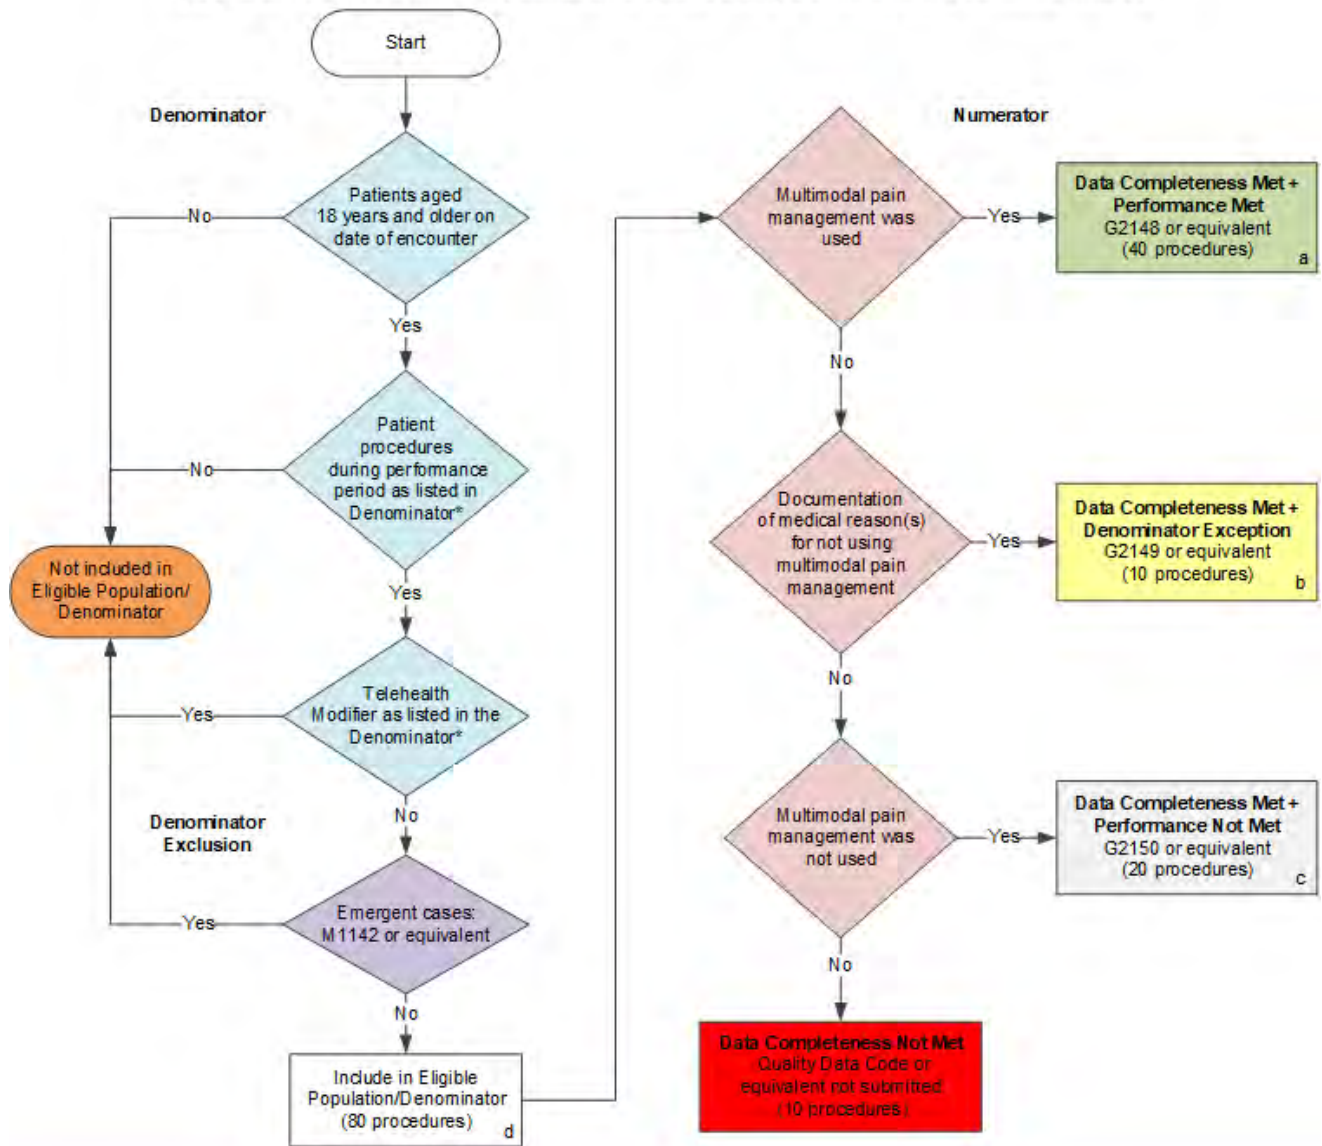 Start
Denominator
Patients aged
18 years and older on
date of encounter
No
Yes
Patient
procedures
during performance
period as listed in
Denominator*
No
Yes
Not included in
Eligible Population/
Denominator
Telehealth
Modifier as listed in the
Denominator*
Yes
No
Denominator
Exclusion
Emergent cases:
M1142 or equivalent
Yes
No
Include in Eligible
Population/Denominator
(80 procedures)
d
Numerator
Multimodal pain
management was
used
Yes
Data Completeness Met +
Performance Met
G2148 or equivalent
(40 procedures)
a
No
Documentation
of medical reason(s)
for not using
multimodal pain
management
Yes
Data Completeness Met +
Denominator Exception
G2149 or equivalent
(10 procedures)
b
No
Multimodal pain
management was
not used
Yes
Data Completeness Met +
Performance Not Met
G2150 or equivalent
(20 procedures)
c
No
Data Completeness Not Met
Quality Data Code or
equivalent not submitted
(10 procedures)